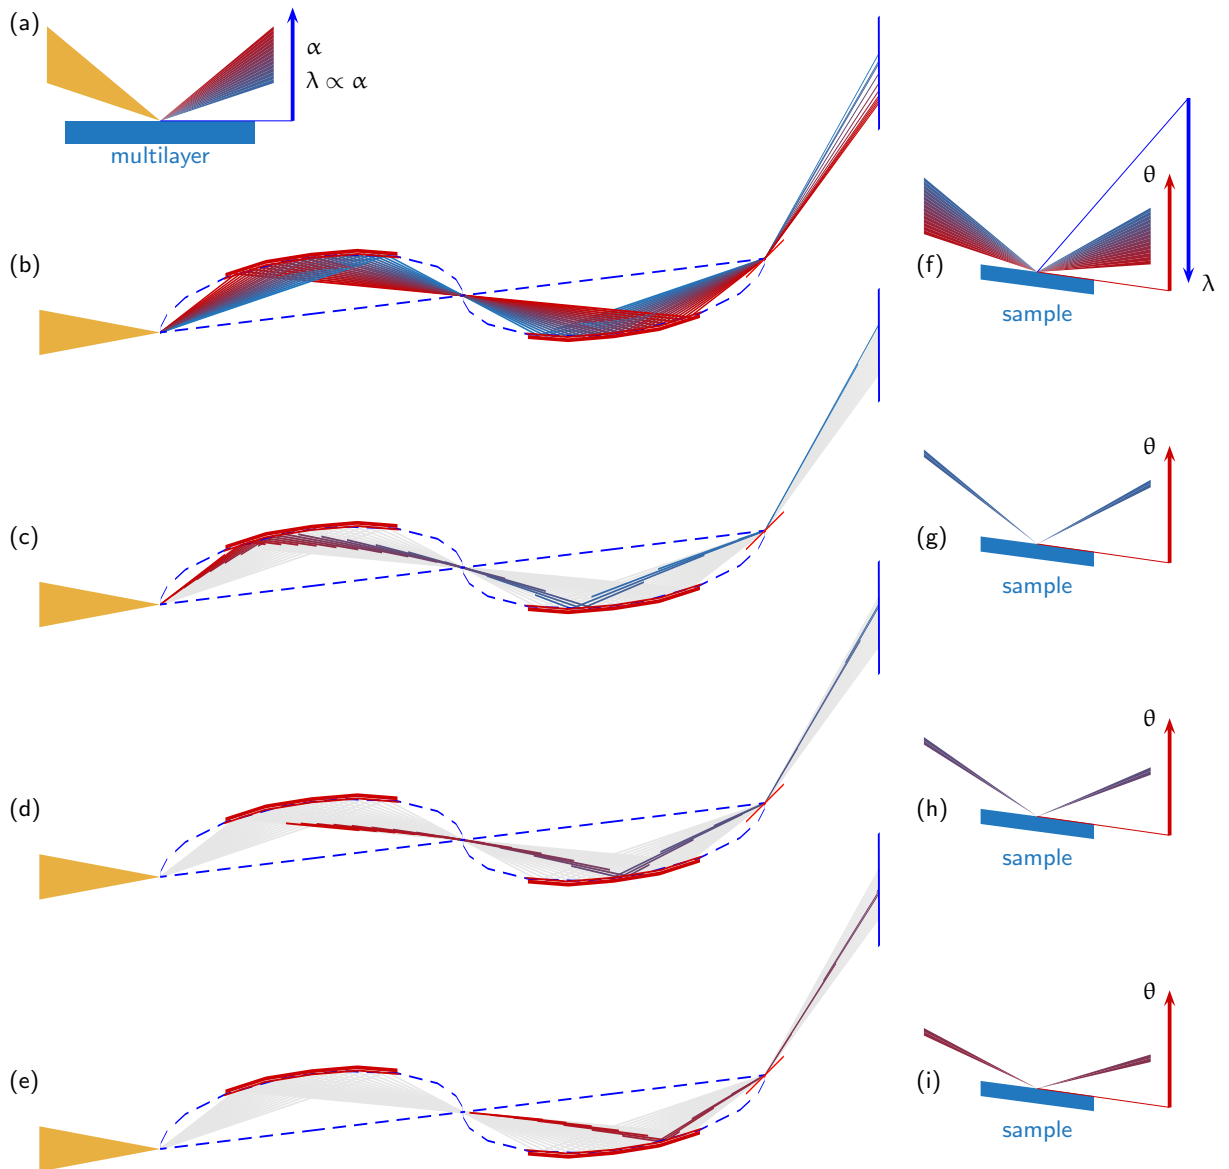 (a)
α
λ ∝ α
multilayer
(b)
(f)
θ
λ
sample
(c)
(g)
θ
sample
(d)
(h)
θ
sample
(e)
(i)
θ
sample